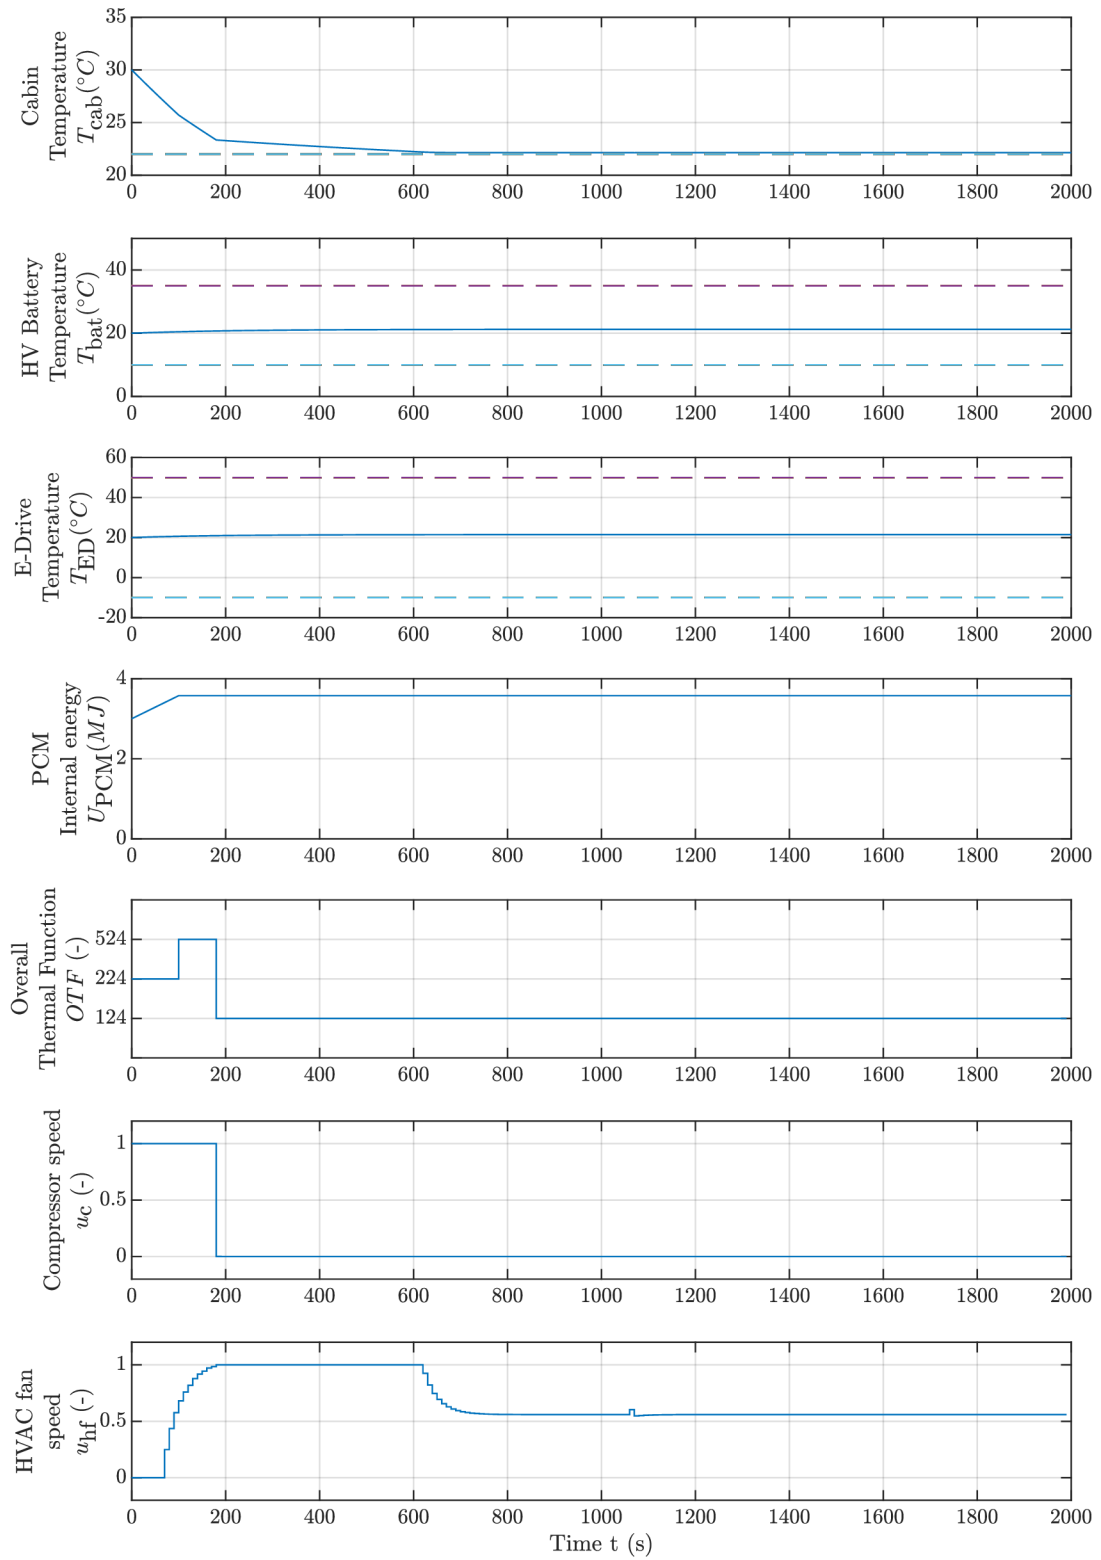 Cabin
Temperature
T_cab(°C)
35
30
25
20
0 200 400 600 800 1000 1200 1400 1600 1800 2000
HV Battery
Temperature
T_bat(°C)
40
20
0
0 200 400 600 800 1000 1200 1400 1600 1800 2000
E-Drive
Temperature
T_ED(°C)
60
40
20
0
-20
0 200 400 600 800 1000 1200 1400 1600 1800 2000
PCM
Internal energy
U_PCM(MJ)
4
2
0
0 200 400 600 800 1000 1200 1400 1600 1800 2000
Overall
Thermal Function
OTF (-)
524
224
124
0 200 400 600 800 1000 1200 1400 1600 1800 2000
Compressor speed
u_c (-)
1
0.5
0
0 200 400 600 800 1000 1200 1400 1600 1800 2000
HVAC fan
speed
u_hf (-)
1
0.5
0
0 200 400 600 800 1000 1200 1400 1600 1800 2000
Time t (s)